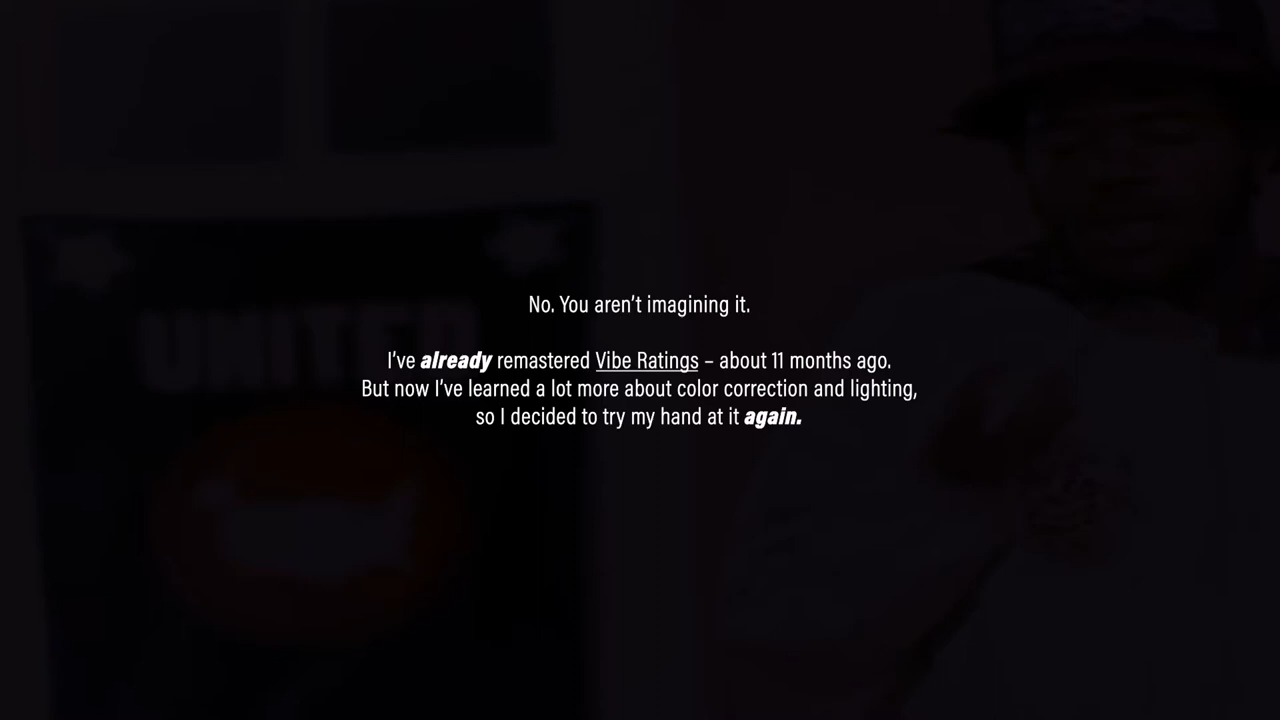 No. You aren't imagining it.
I've already remastered Vibe Ratings – about 11 months ago.
But now I've learned a lot more about color correction and lighting,
so I decided to try my hand at it again.
UNITED